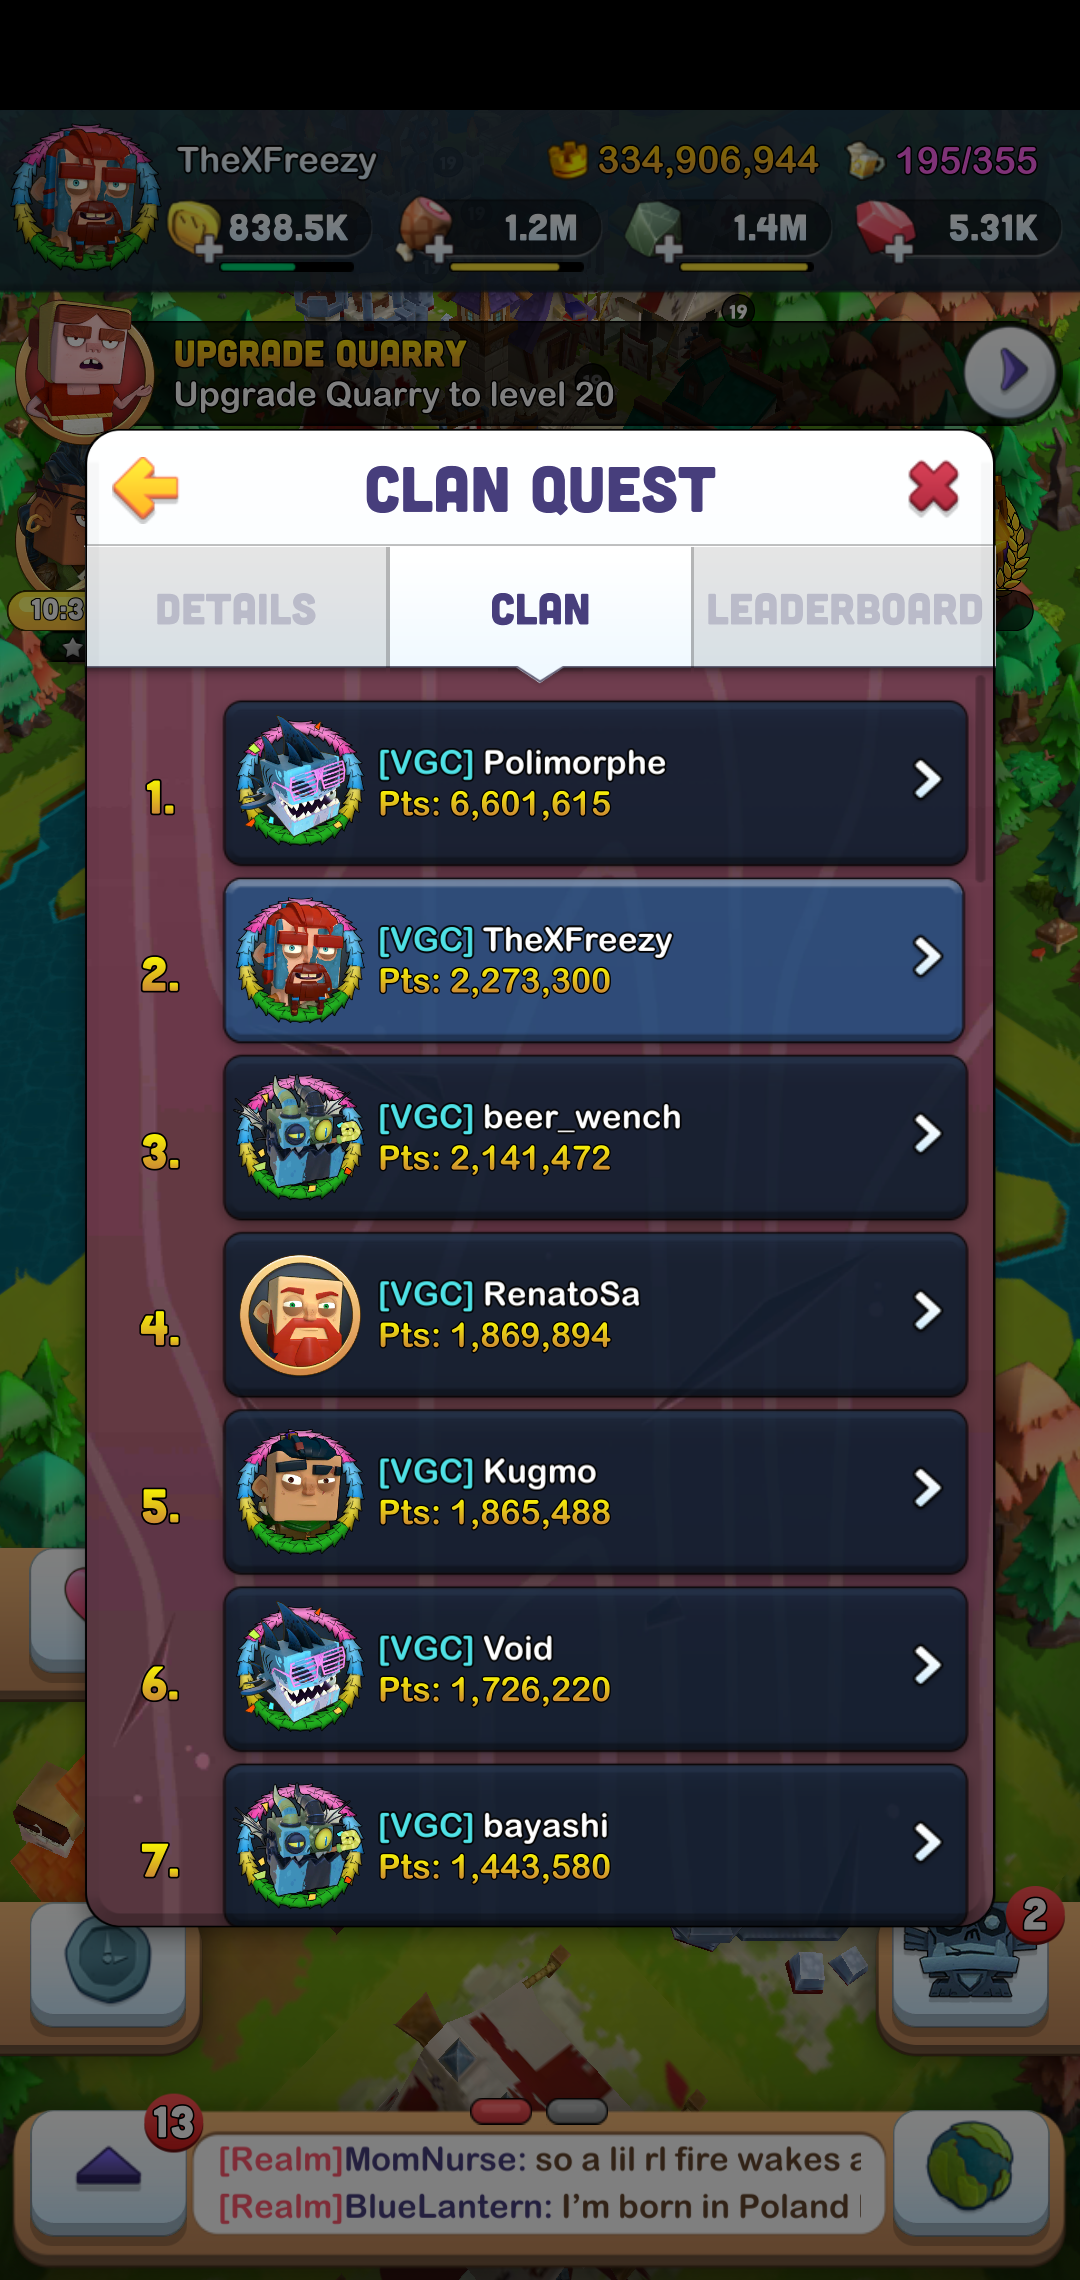 TheXFreezy
334,906,944
195/355
838.5K
1.2M
1.4M
5.31K
19
UPGRADE QUARRY
Upgrade Quarry to level 20
CLAN QUEST
10:3
DETAILS
CLAN
LEADERBOARD
1.
[VGC] Polimorphe
Pts: 6,601,615
2.
[VGC] TheXFreezy
Pts: 2,273,300
3.
[VGC] beer_wench
Pts: 2,141,472
4.
[VGC] RenatoSa
Pts: 1,869,894
5.
[VGC] Kugmo
Pts: 1,865,488
6.
[VGC] Void
Pts: 1,726,220
7.
[VGC] bayashi
Pts: 1,443,580
2
13
[Realm]MomNurse: so a lil rl fire wakes a
[Realm]BlueLantern: I'm born in Poland